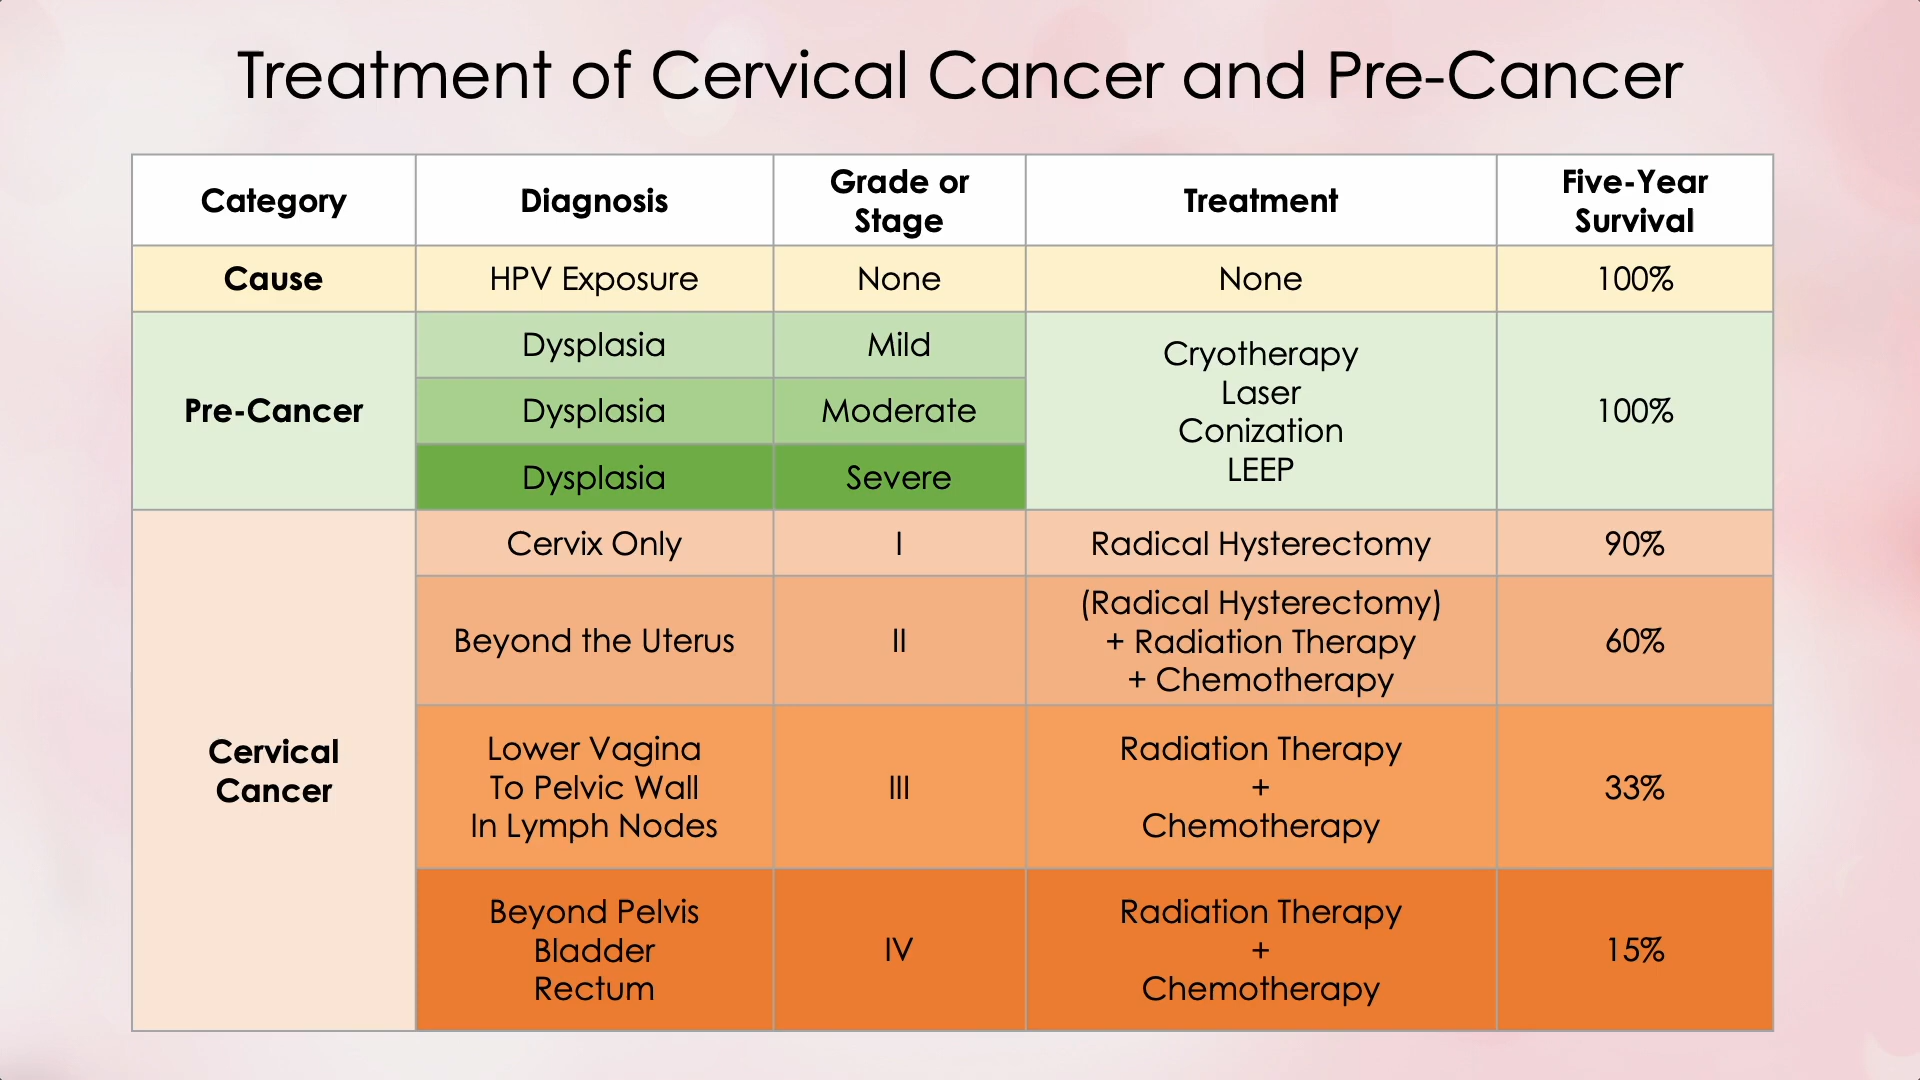 Treatment of Cervical Cancer and Pre-Cancer
Category
Diagnosis
Grade or
Stage
Treatment
Five-Year
Survival
Cause
HPV Exposure
None
None
100%
Pre-Cancer
Dysplasia
Mild
Dysplasia
Moderate
Dysplasia
Severe
Cryotherapy
Laser
Conization
LEEP
100%
Cervical
Cancer
Cervix Only
I
Radical Hysterectomy
90%
Beyond the Uterus
II
(Radical Hysterectomy)
+ Radiation Therapy
+ Chemotherapy
60%
Lower Vagina
To Pelvic Wall
In Lymph Nodes
III
Radiation Therapy
+
Chemotherapy
33%
Beyond Pelvis
Bladder
Rectum
IV
Radiation Therapy
+
Chemotherapy
15%